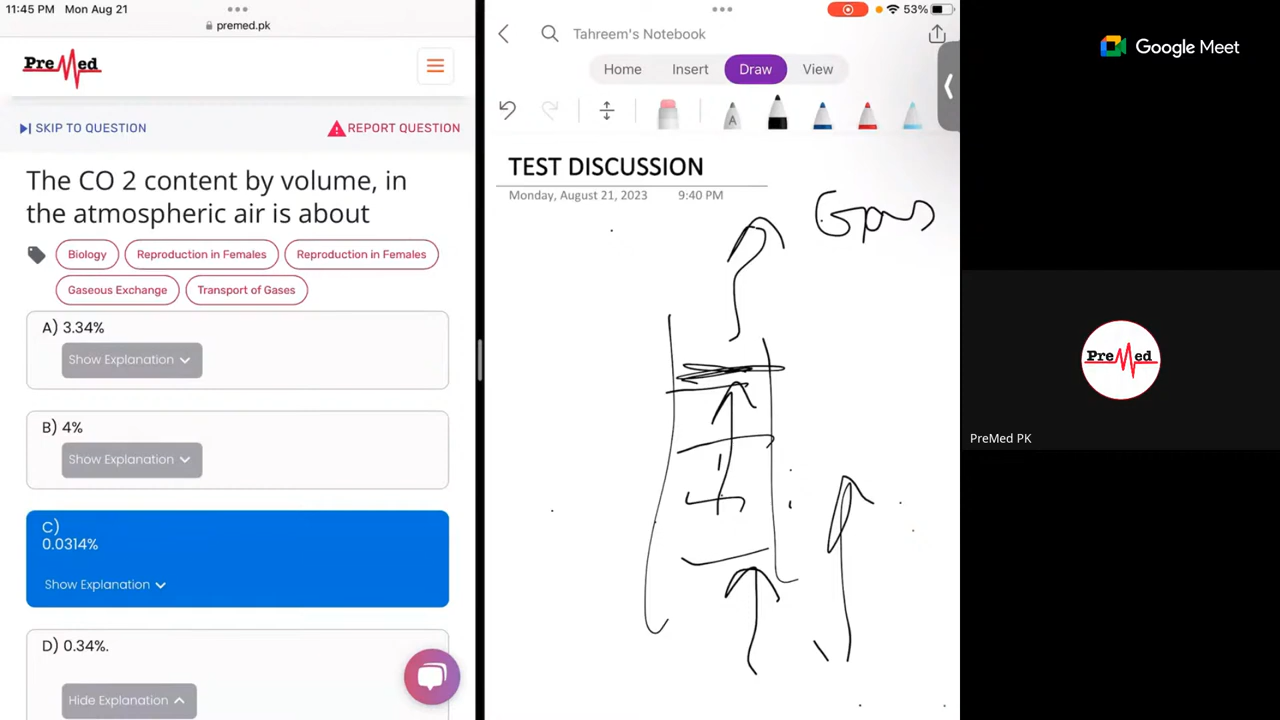 11:45 PM Mon Aug 21
premed.pk
PreMed
SKIP TO QUESTION
REPORT QUESTION
The CO 2 content by volume, in
the atmospheric air is about
Biology
Reproduction in Females
Reproduction in Females
Gaseous Exchange
Transport of Gases
A) 3.34%
Show Explanation
B) 4%
Show Explanation
C)
0.0314%
Show Explanation
D) 0.34%.
Hide Explanation
53%
Tahreem's Notebook
Home
Insert
Draw
View
A
TEST DISCUSSION
Monday, August 21, 2023
9:40 PM
Google Meet
PreMed
PreMed PK